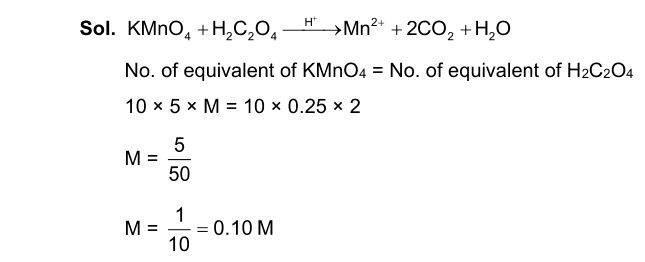 Sol. KMnO₄ + H₂C₂O₄ —H⁺→ Mn²⁺ + 2CO₂ + H₂O
No. of equivalent of KMnO4 = No. of equivalent of H2C2O4
10 × 5 × M = 10 × 0.25 × 2
M = 5/50
M = 1/10 = 0.10 M